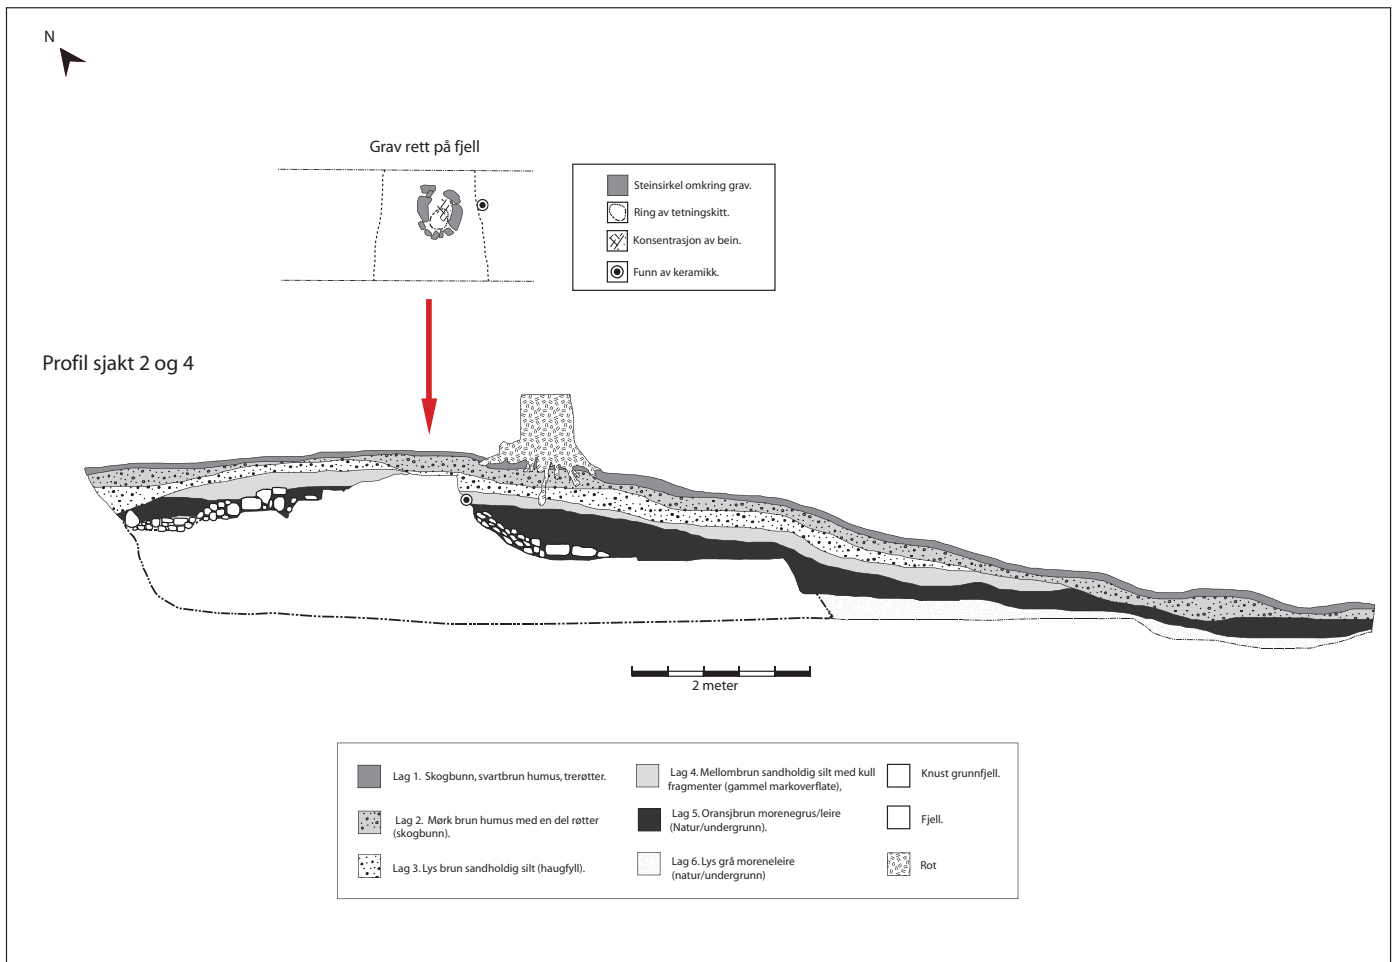 N
Grav rett på fjell
Steinsirkel omkring grav.
Ring av tetningskitt.
Konsentrasjon av bein.
Funn av keramikk.
Profil sjakt 2 og 4
2 meter
Lag 1. Skogbunn, svartbrun humus, trerøtter.
Lag 2. Mørk brun humus med en del røtter
(skogbunn).
Lag 3. Lys brun sandholdig silt (haugfyll).
Lag 4. Mellombrun sandholdig silt med kull
fragmenter (gammel markoverflate),
Lag 5. Oransjbrun morenegrus/leire
(Natur/undergrunn).
Lag 6. Lys grå moreneleire
(natur/undergrunn)
Knust grunnfjell.
Fjell.
Rot